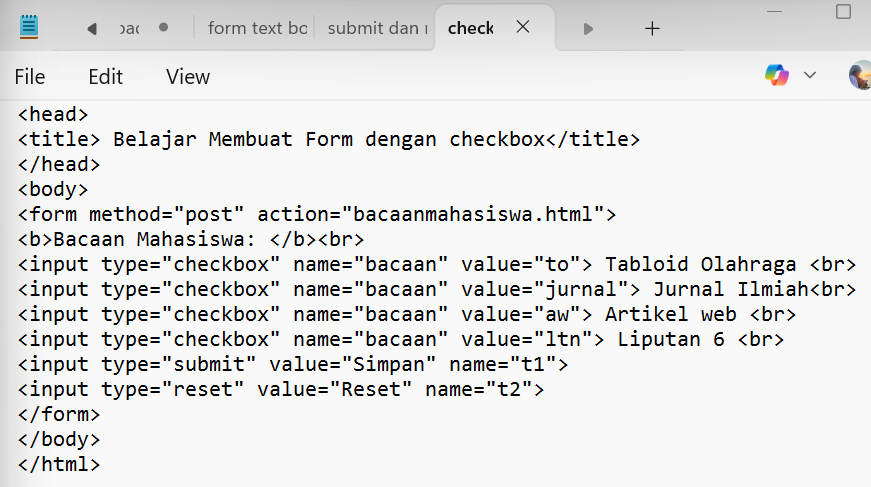 form text bo
submit dan
check
File
Edit
View
<head>
<title> Belajar Membuat Form dengan checkbox</title>
</head>
<body>
<form method="post" action="bacaanmahasiswa.html">
<b>Bacaan Mahasiswa: </b><br>
<input type="checkbox" name="bacaan" value="to"> Tabloid Olahraga <br>
<input type="checkbox" name="bacaan" value="jurnal"> Jurnal Ilmiah<br>
<input type="checkbox" name="bacaan" value="aw"> Artikel web <br>
<input type="checkbox" name="bacaan" value="ltn"> Liputan 6 <br>
<input type="submit" value="Simpan" name="t1">
<input type="reset" value="Reset" name="t2">
</form>
</body>
</html>